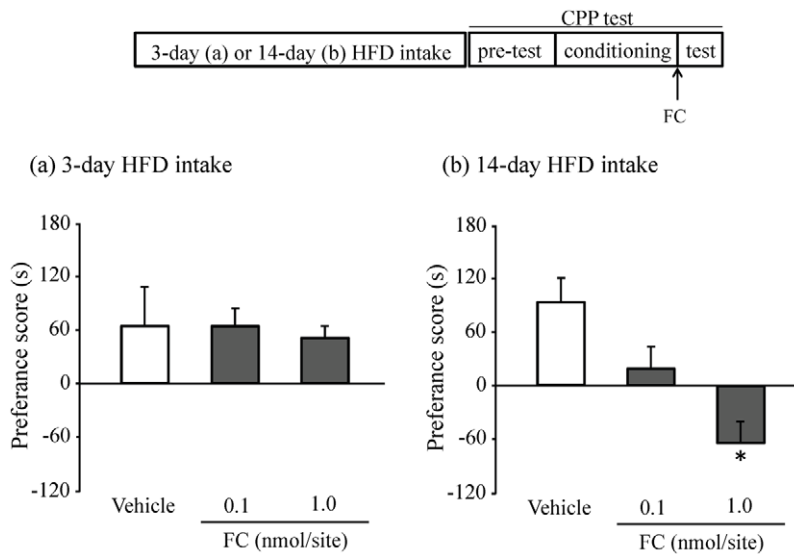 CPP test
3-day (a) or 14-day (b) HFD intake pre-test conditioning test
FC
(a) 3-day HFD intake
180
120
60
0
-60
-120
Preferance score (s)
Vehicle 0.1 1.0
FC (nmol/site)
(b) 14-day HFD intake
180
120
60
0
-60
-120
Preferance score (s)
*
Vehicle 0.1 1.0
FC (nmol/site)